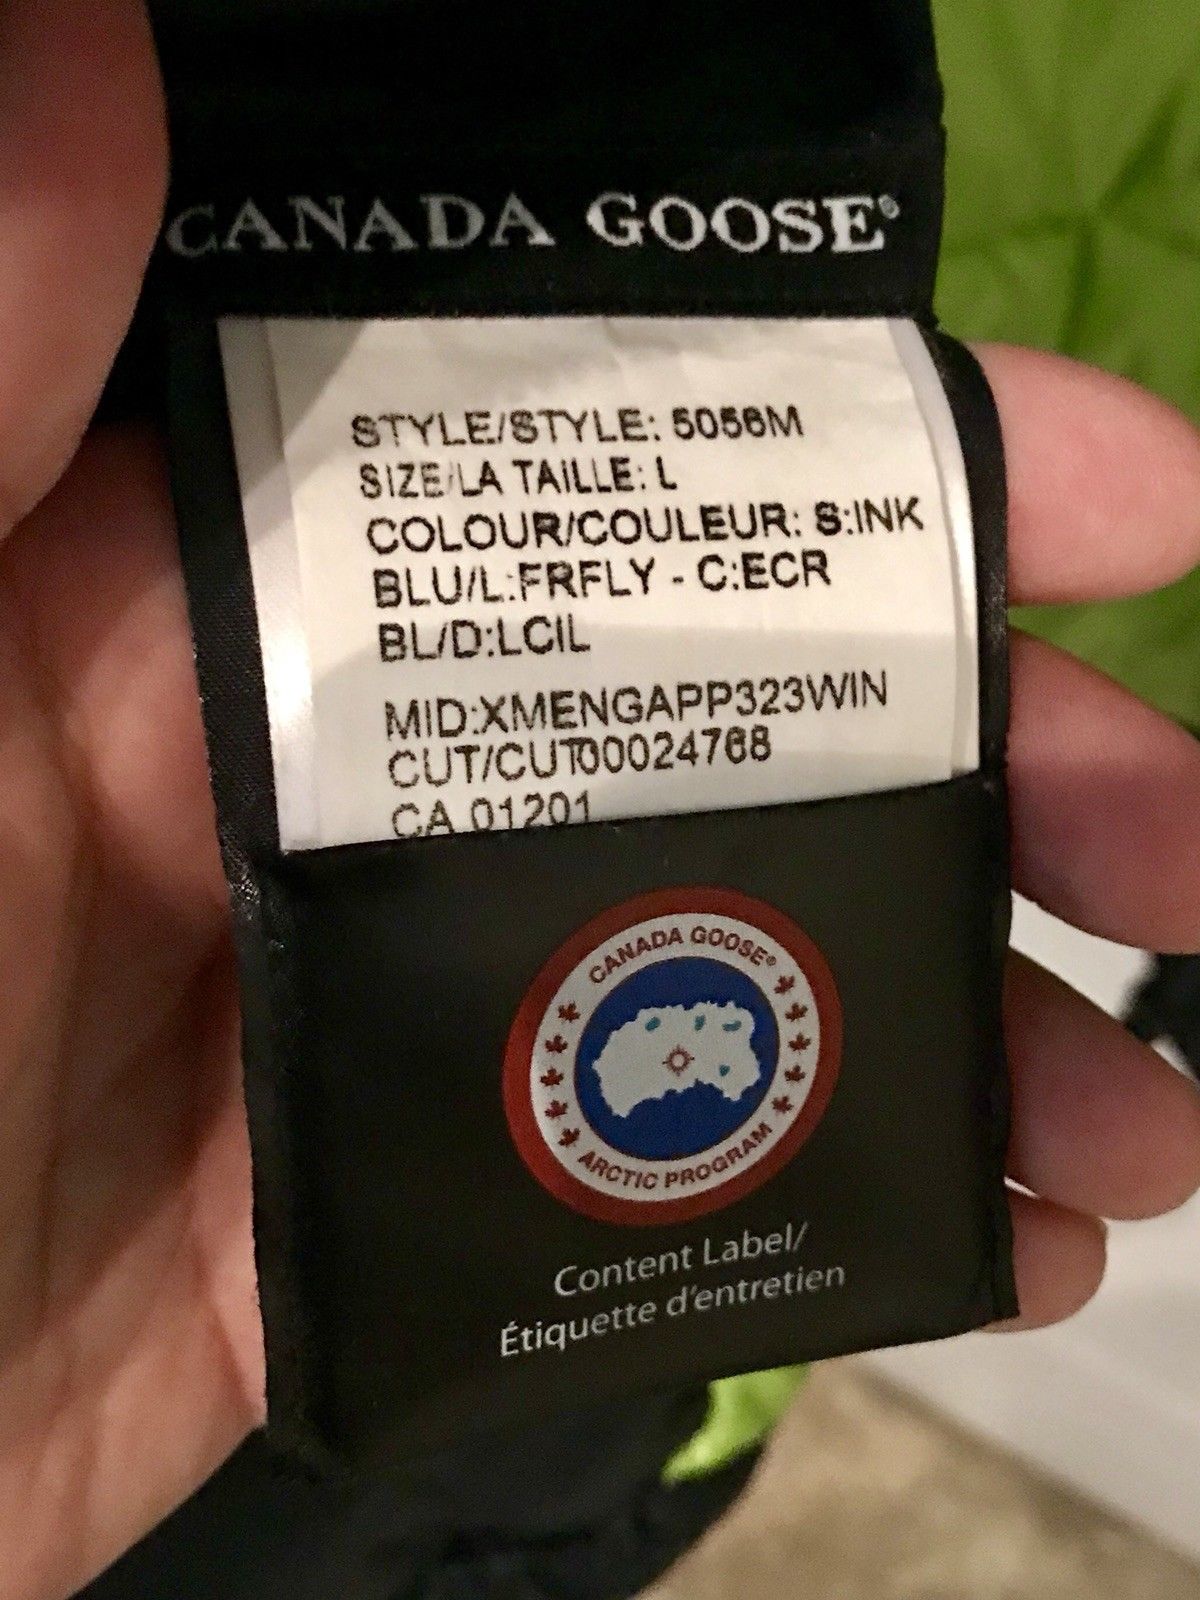 CANADA GOOSE®
STYLE/STYLE: 5056M
SIZE/LA TAILLE: L
COLOUR/COULEUR: S:INK
BLU/L:FRFLY - C:ECR
BL/D:LCIL
MID:XMENGAPP323WIN
CUT/CUT00024768
CA 01201
CANADA GOOSE®
ARCTIC PROGRAM
Content Label/
Étiquette d'entretien